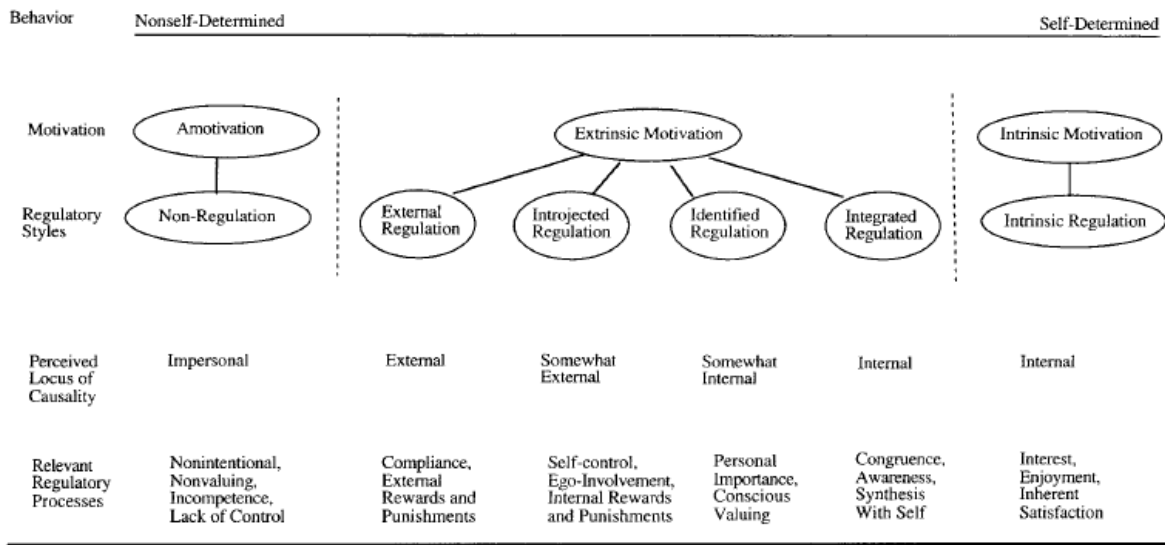 Behavior
Nonself-Determined
Self-Determined
Motivation
Amotivation
Extrinsic Motivation
Intrinsic Motivation
Regulatory
Styles
Non-Regulation
External
Regulation
Introjected
Regulation
Identified
Regulation
Integrated
Regulation
Intrinsic Regulation
Perceived
Locus of
Causality
Impersonal
External
Somewhat
External
Somewhat
Internal
Internal
Internal
Relevant
Regulatory
Processes
Nonintentional,
Nonvaluing,
Incompetence,
Lack of Control
Compliance,
External
Rewards and
Punishments
Self-control,
Ego-Involvement,
Internal Rewards
and Punishments
Personal
Importance,
Conscious
Valuing
Congruence,
Awareness,
Synthesis
With Self
Interest,
Enjoyment,
Inherent
Satisfaction